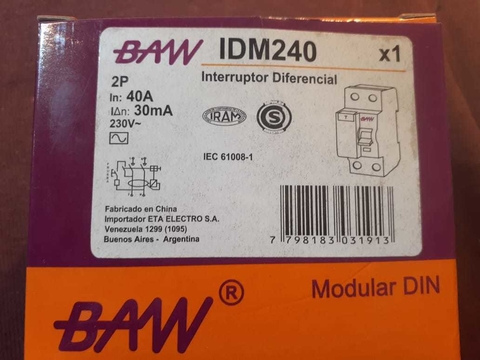 BAW IDM240 x1
Interruptor Diferencial
2P
In: 40A
IΔn: 30mA
230V~
IRAM
S
BAW
IEC 61008-1
Fabricado en China
Importador ETA ELECTRO S.A.
Venezuela 1299 (1095)
Buenos Aires - Argentina
7 798183 031913
BAW®
Modular DIN